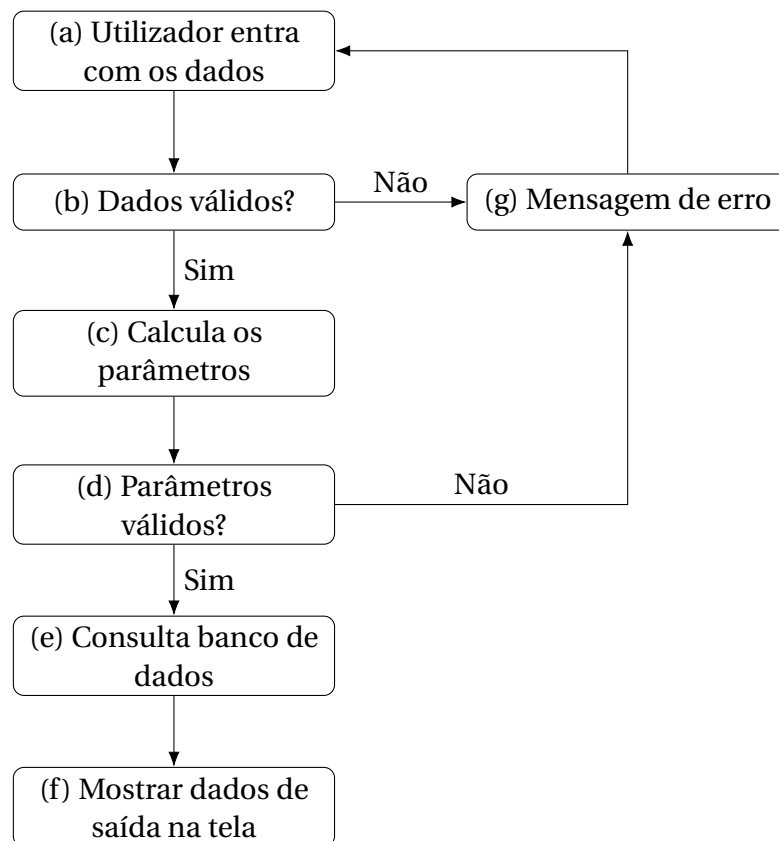 (a) Utilizador entra
com os dados
(b) Dados válidos?
Não
(g) Mensagem de erro
Sim
(c) Calcula os
parâmetros
(d) Parâmetros
válidos?
Não
Sim
(e) Consulta banco de
dados
(f) Mostrar dados de
saída na tela